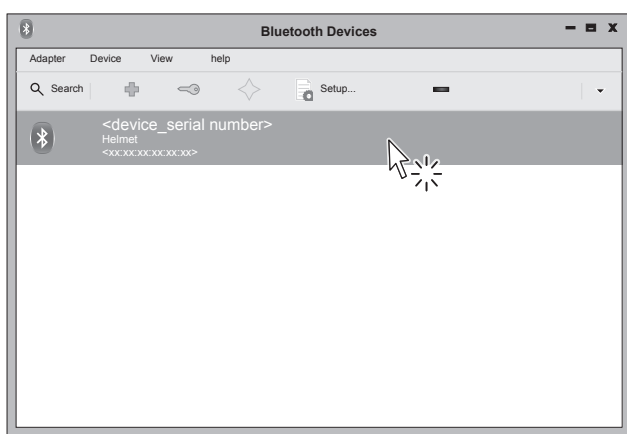 Bluetooth Devices
Adapter Device View help
Search Setup...
<device_serial number>
Helmet
<xx:xx:xx:xx:xx:xx>